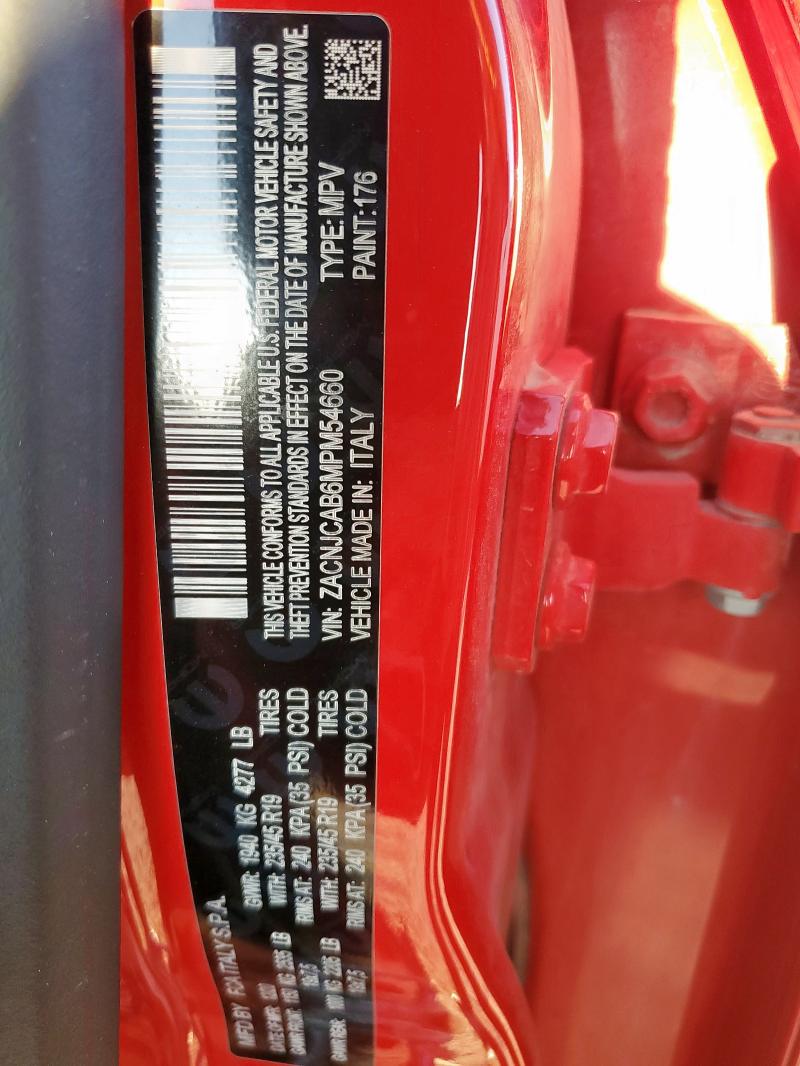 MFD BY FCA ITALY S.P.A.
GVWR: 1940 KG 4277 LB
WITH: 235/45 R19 TIRES
RIMS AT: 240 KPA (35 PSI) COLD
WITH: 235/45 R19 TIRES
RIMS AT: 240 KPA (35 PSI) COLD
THIS VEHICLE CONFORMS TO ALL APPLICABLE U.S. FEDERAL MOTOR VEHICLE SAFETY AND
THEFT PREVENTION STANDARDS IN EFFECT ON THE DATE OF MANUFACTURE SHOWN ABOVE.
VIN: ZACNJCAB6MPM54660 TYPE: MPV
VEHICLE MADE IN: ITALY PAINT:176